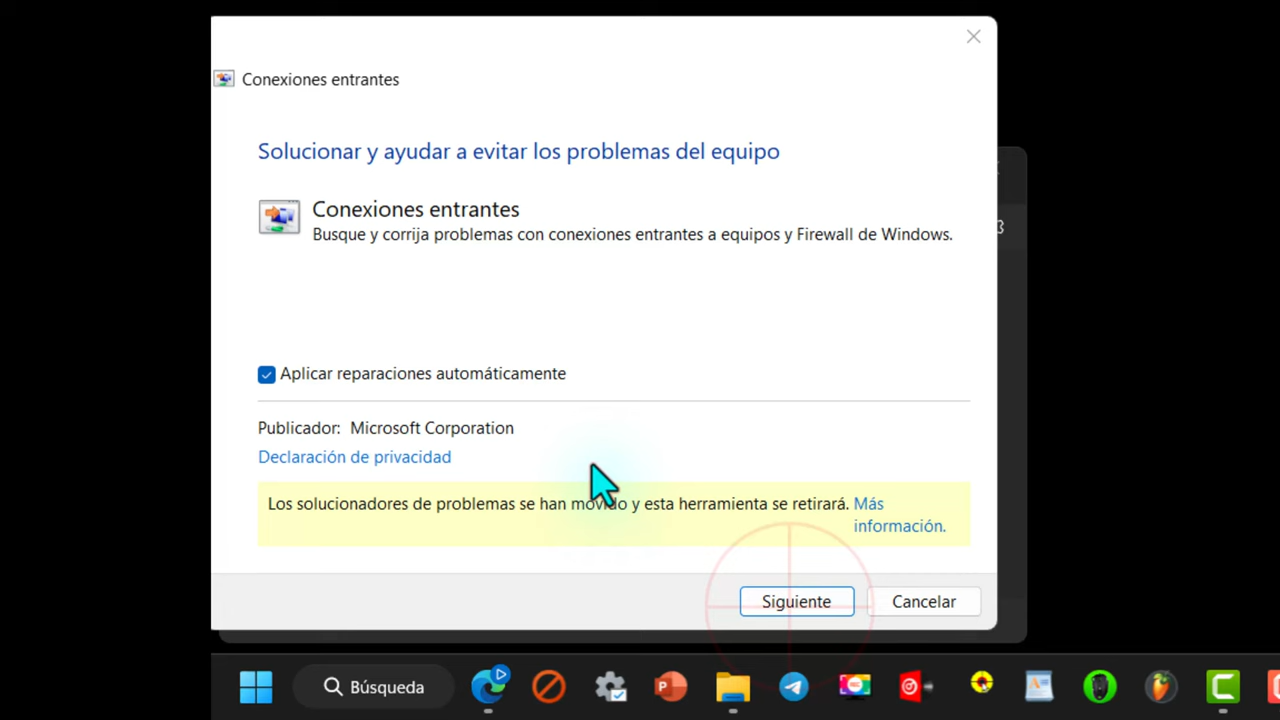 Conexiones entrantes
Solucionar y ayudar a evitar los problemas del equipo
Conexiones entrantes
Busque y corrija problemas con conexiones entrantes a equipos y Firewall de Windows.
Aplicar reparaciones automáticamente
Publicador: Microsoft Corporation
Declaración de privacidad
Los solucionadores de problemas se han movido y esta herramienta se retirará. Más
información.
Siguiente Cancelar
Búsqueda